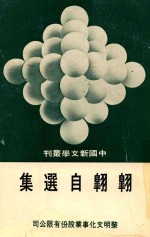 中國新文學叢刊
翱翱自選集
黎明文化事業股份有限公司